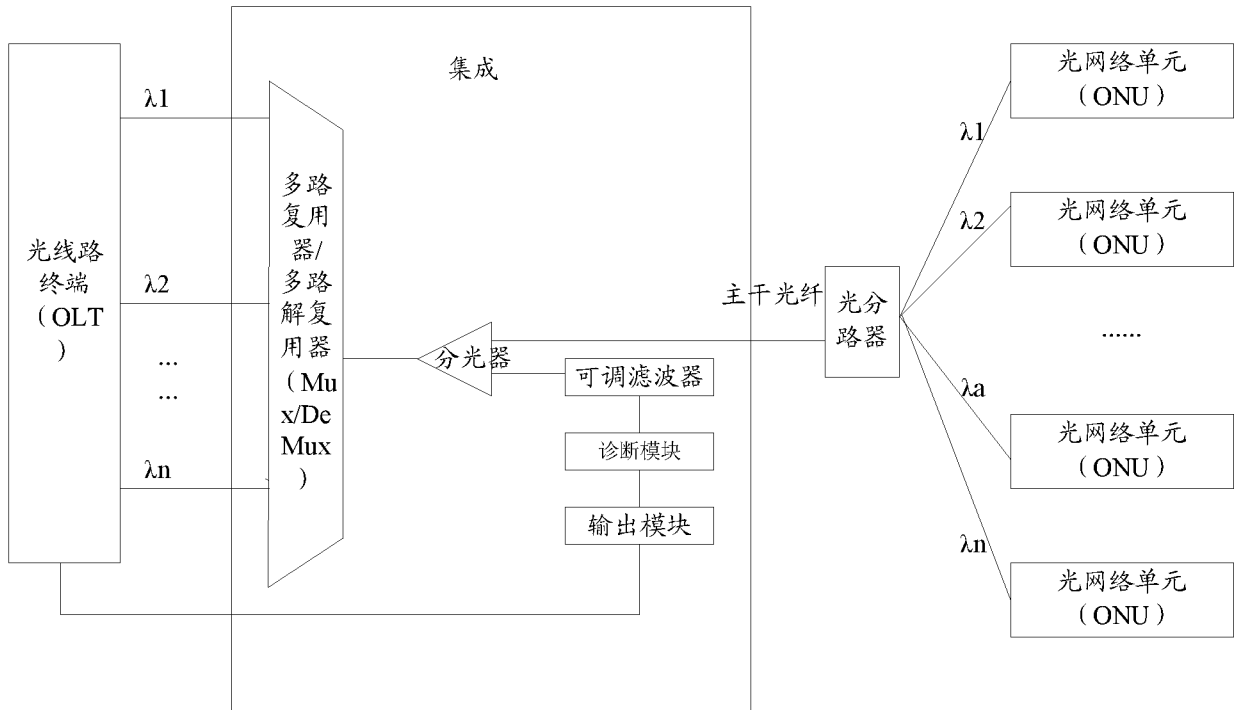 集成
光线路
终端
（OLT
）
λ1
λ2
...
...
λn
多路
复用
器/
多路
解复
用器
（Mu
x/De
Mux
）
分光器
可调滤波器
诊断模块
输出模块
主干光纤
光分
路器
λ1
λ2
λa
λn
光网络单元
（ONU）
光网络单元
（ONU）
......
光网络单元
（ONU）
光网络单元
（ONU）